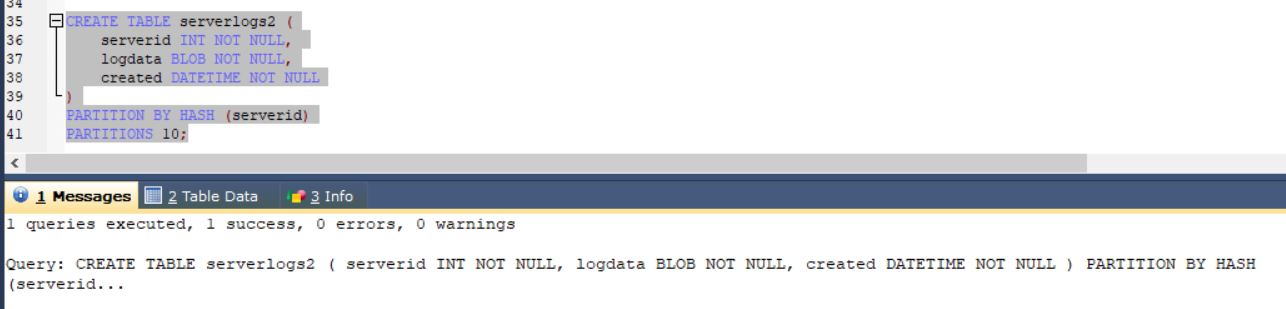 34
35 CREATE TABLE serverlogs2 (
36 serverid INT NOT NULL,
37 logdata BLOB NOT NULL,
38 created DATETIME NOT NULL
39 )
40 PARTITION BY HASH (serverid)
41 PARTITIONS 10;
1 Messages 2 Table Data 3 Info
1 queries executed, 1 success, 0 errors, 0 warnings
Query: CREATE TABLE serverlogs2 ( serverid INT NOT NULL, logdata BLOB NOT NULL, created DATETIME NOT NULL ) PARTITION BY HASH
(serverid...